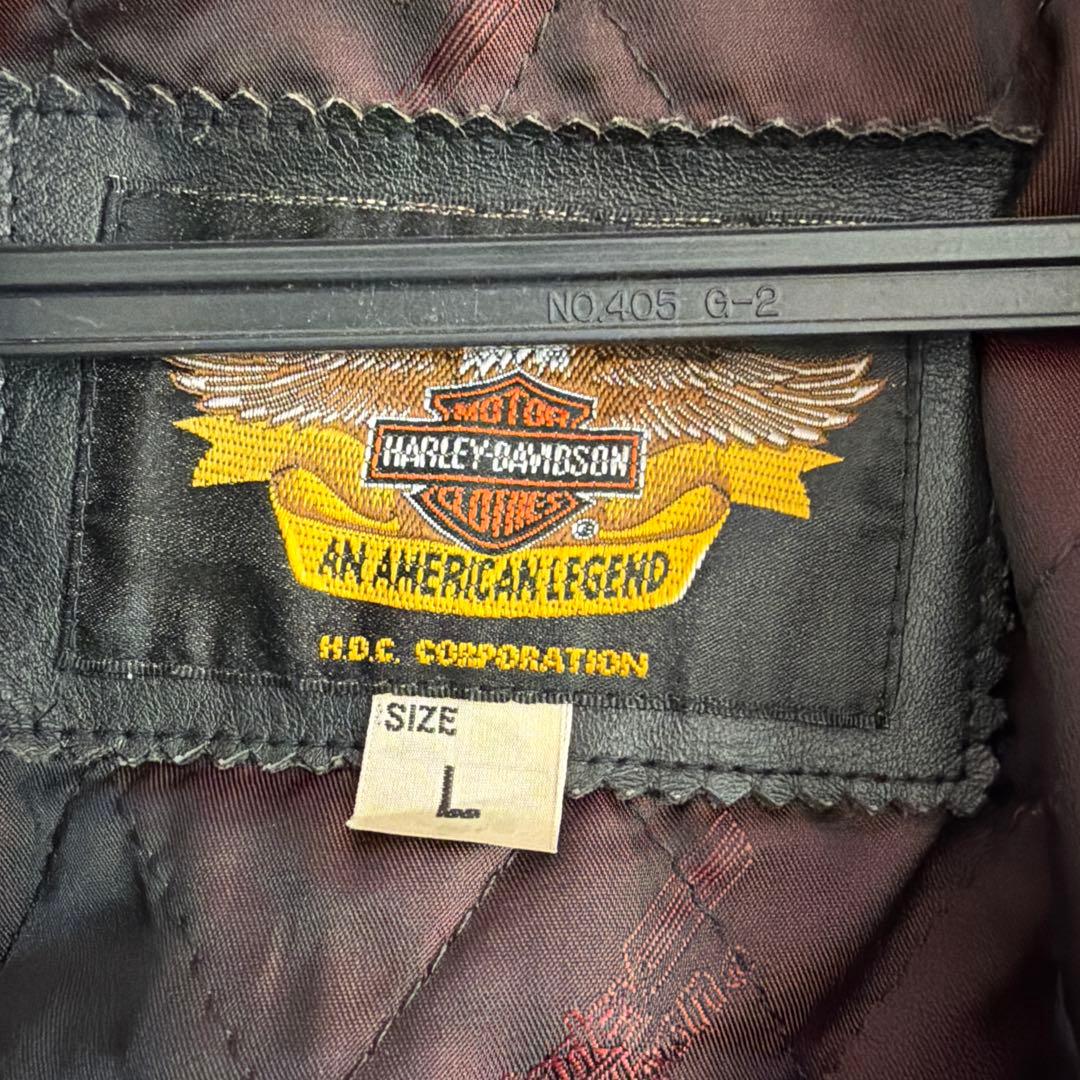 NO.405 G-2
MOTOR
HARLEY-DAVIDSON
CLOTHES
®
AN AMERICAN LEGEND
H.D.C. CORPORATION
SIZE
L